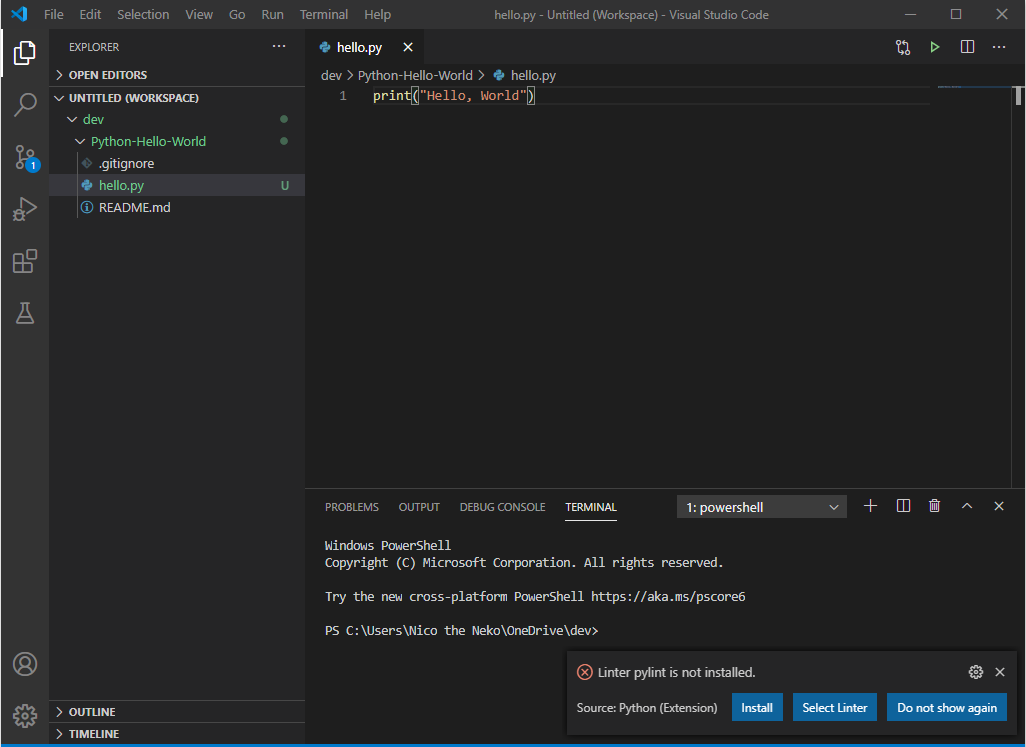 File Edit Selection View Go Run Terminal Help hello.py - Untitled (Workspace) - Visual Studio Code
EXPLORER
OPEN EDITORS
UNTITLED (WORKSPACE)
dev
Python-Hello-World
.gitignore
hello.py U
README.md
1
OUTLINE
TIMELINE
hello.py
dev > Python-Hello-World > hello.py
1 print("Hello, World")
PROBLEMS OUTPUT DEBUG CONSOLE TERMINAL 1: powershell
Windows PowerShell
Copyright (C) Microsoft Corporation. All rights reserved.
Try the new cross-platform PowerShell https://aka.ms/pscore6
PS C:\Users\Nico the Neko\OneDrive\dev>
Linter pylint is not installed.
Source: Python (Extension) Install Select Linter Do not show again